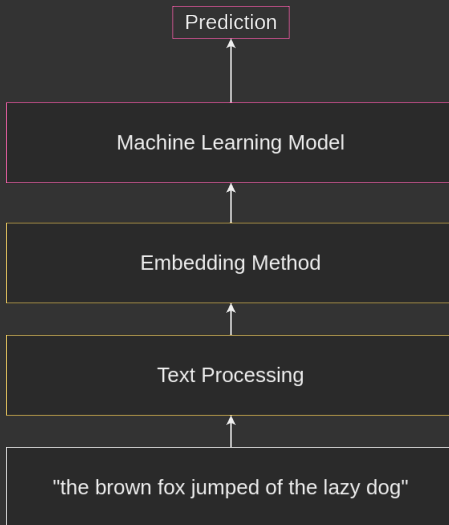 Prediction
Machine Learning Model
Embedding Method
Text Processing
"the brown fox jumped of the lazy dog"